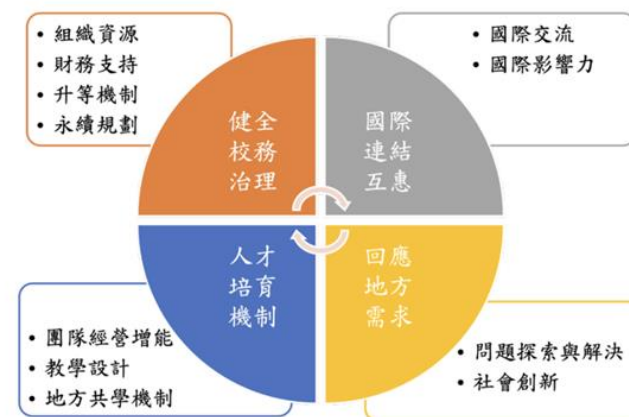 • 組織資源
• 財務支持
• 升等機制
• 永續規劃
• 國際交流
• 國際影響力
健全
校務
治理
國際
連結
互惠
人才
培育
機制
回應
地方
需求
• 團隊經營增能
• 教學設計
• 地方共學機制
• 問題探索與解決
• 社會創新